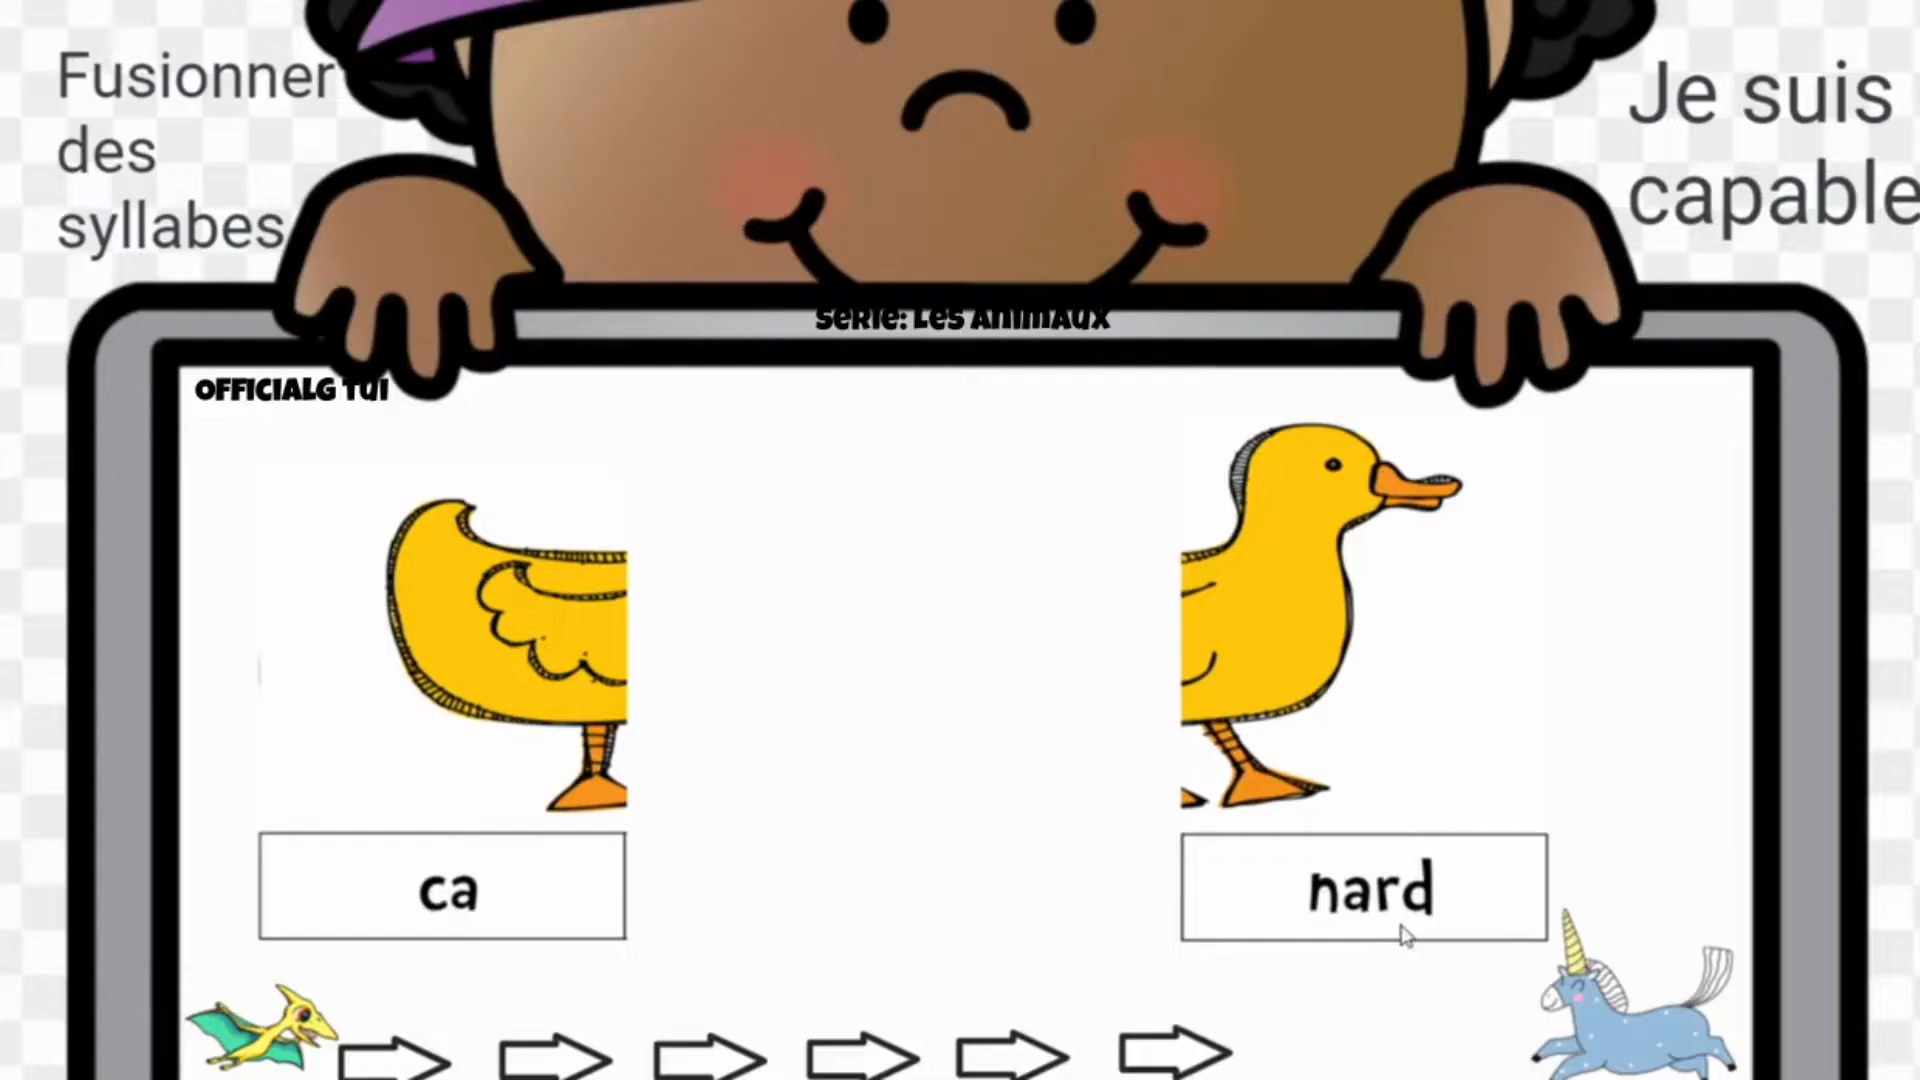 Fusionner
des
syllabes
Je suis
capable
Série: Les Animaux
OFFICIALG TUI
ca
nard